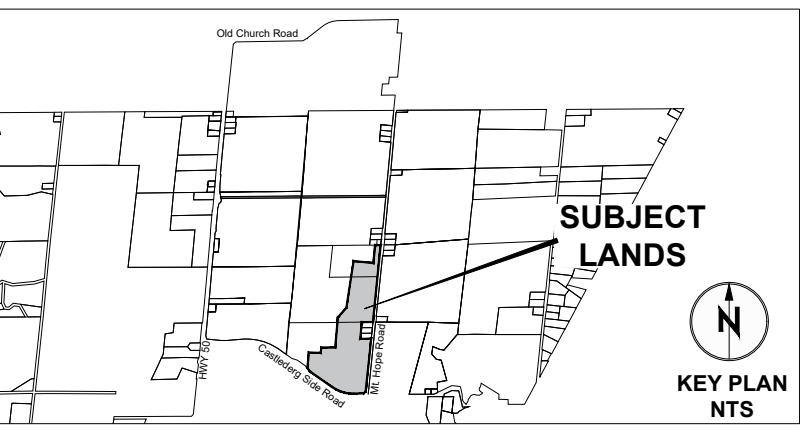 Old Church Road
SUBJECT
LANDS
HWY 50
Castlederg Side Road
Mt. Hope Road
N
KEY PLAN
NTS